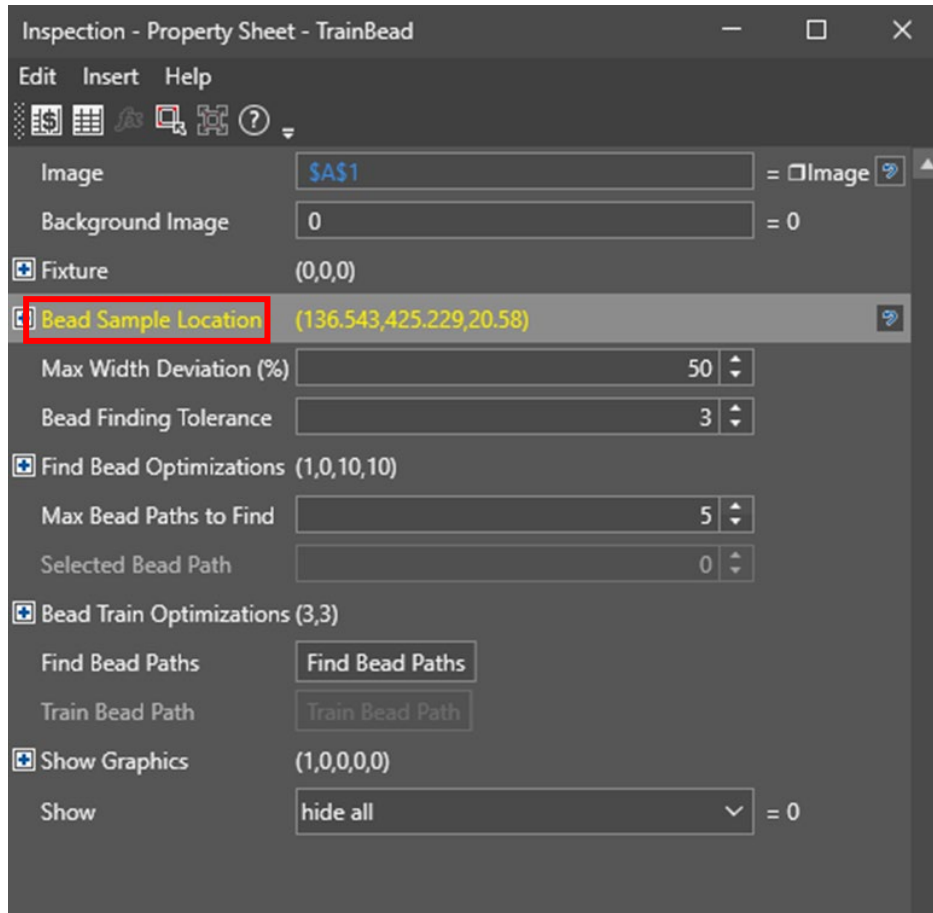 Inspection - Property Sheet - TrainBead
Edit Insert Help
Image $A$1 = Image
Background Image 0 = 0
Fixture (0,0,0)
Bead Sample Location (136.543,425.229,20.58)
Max Width Deviation (%) 50
Bead Finding Tolerance 3
Find Bead Optimizations (1,0,10,10)
Max Bead Paths to Find 5
Selected Bead Path 0
Bead Train Optimizations (3,3)
Find Bead Paths Find Bead Paths
Train Bead Path Train Bead Path
Show Graphics (1,0,0,0,0)
Show hide all = 0